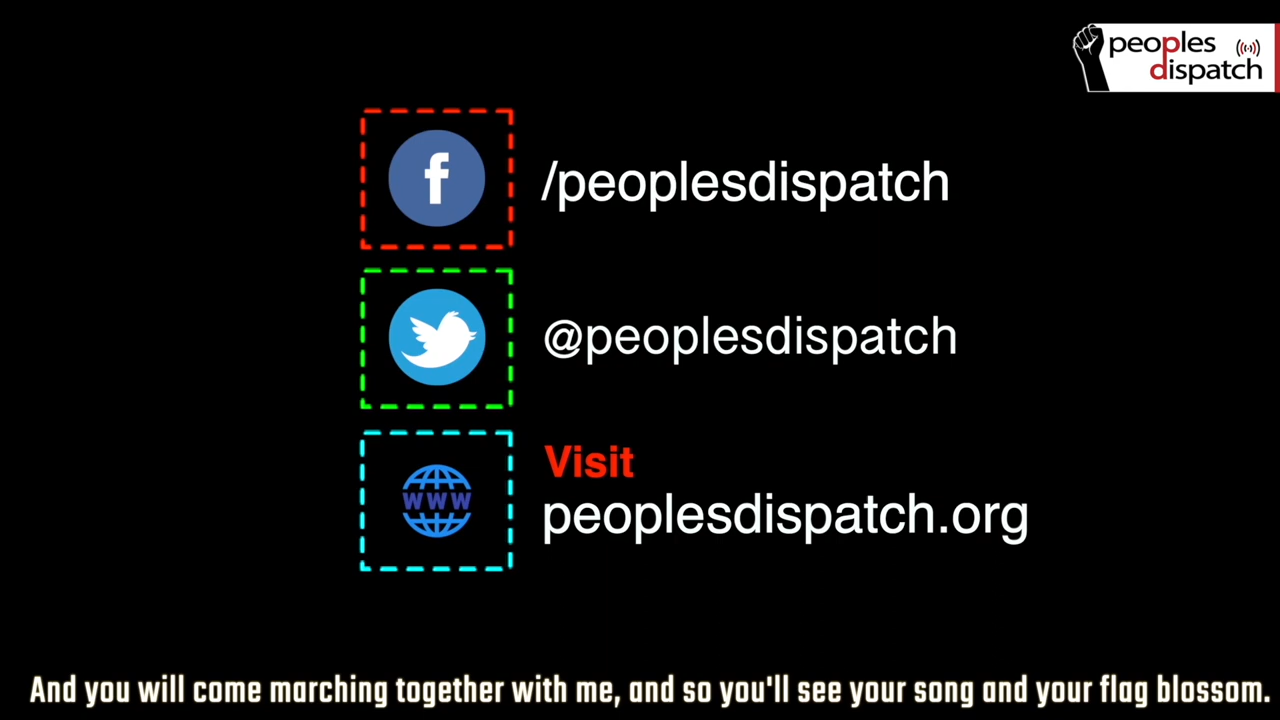 peoples
dispatch
f
/peoplesdispatch
@peoplesdispatch
www
Visit
peoplesdispatch.org
And you will come marching together with me, and so you'll see your song and your flag blossom.